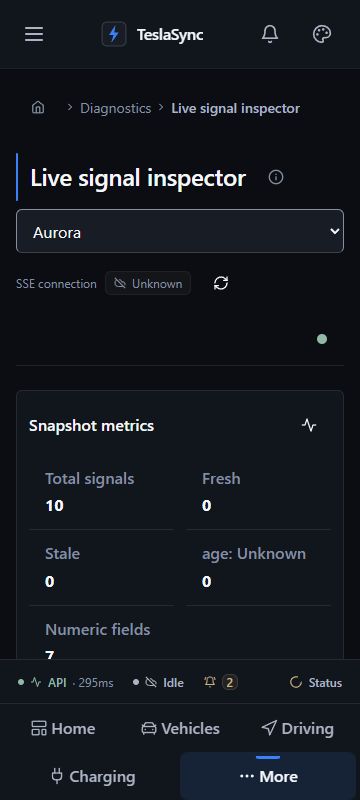 TeslaSync
Diagnostics
Live signal inspector
Live signal inspector
Aurora
SSE connection
Unknown
Snapshot metrics
Total signals
10
Fresh
0
Stale
0
age: Unknown
0
Numeric fields
7
API · 295ms
Idle
2
Status
Home
Vehicles
Driving
Charging
More